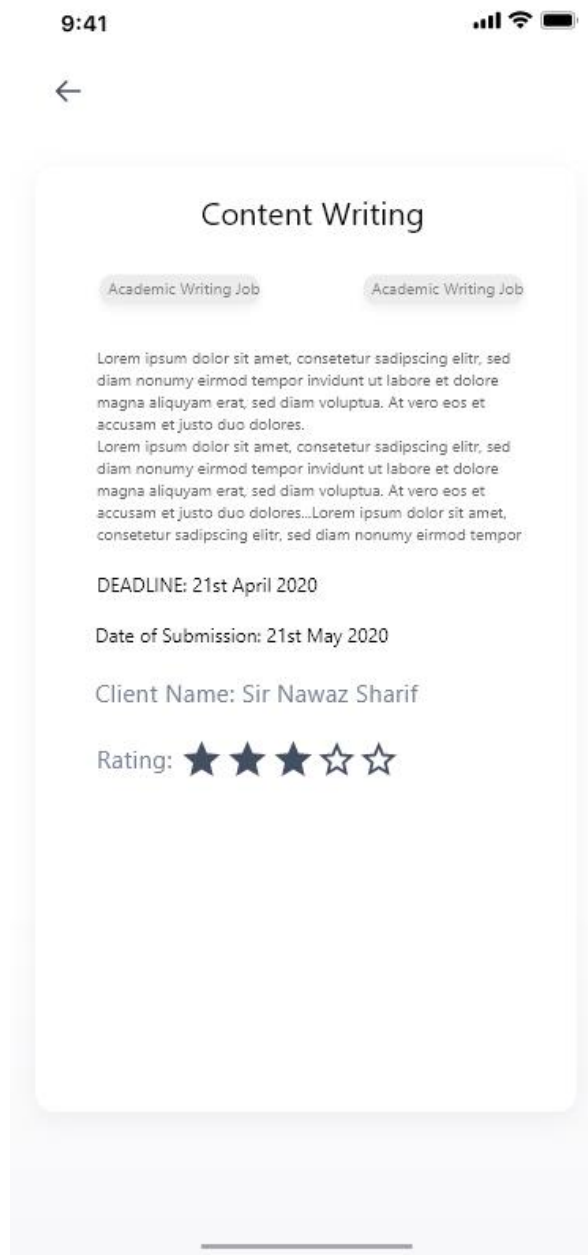 9:41
Content Writing
Academic Writing Job
Academic Writing Job
Lorem ipsum dolor sit amet, consetetur sadipscing elitr, sed
diam nonumy eirmod tempor invidunt ut labore et dolore
magna aliquyam erat, sed diam voluptua. At vero eos et
accusam et justo duo dolores.
Lorem ipsum dolor sit amet, consetetur sadipscing elitr, sed
diam nonumy eirmod tempor invidunt ut labore et dolore
magna aliquyam erat, sed diam voluptua. At vero eos et
accusam et justo duo dolores...Lorem ipsum dolor sit amet,
consetetur sadipscing elitr, sed diam nonumy eirmod tempor
DEADLINE: 21st April 2020
Date of Submission: 21st May 2020
Client Name: Sir Nawaz Sharif
Rating: